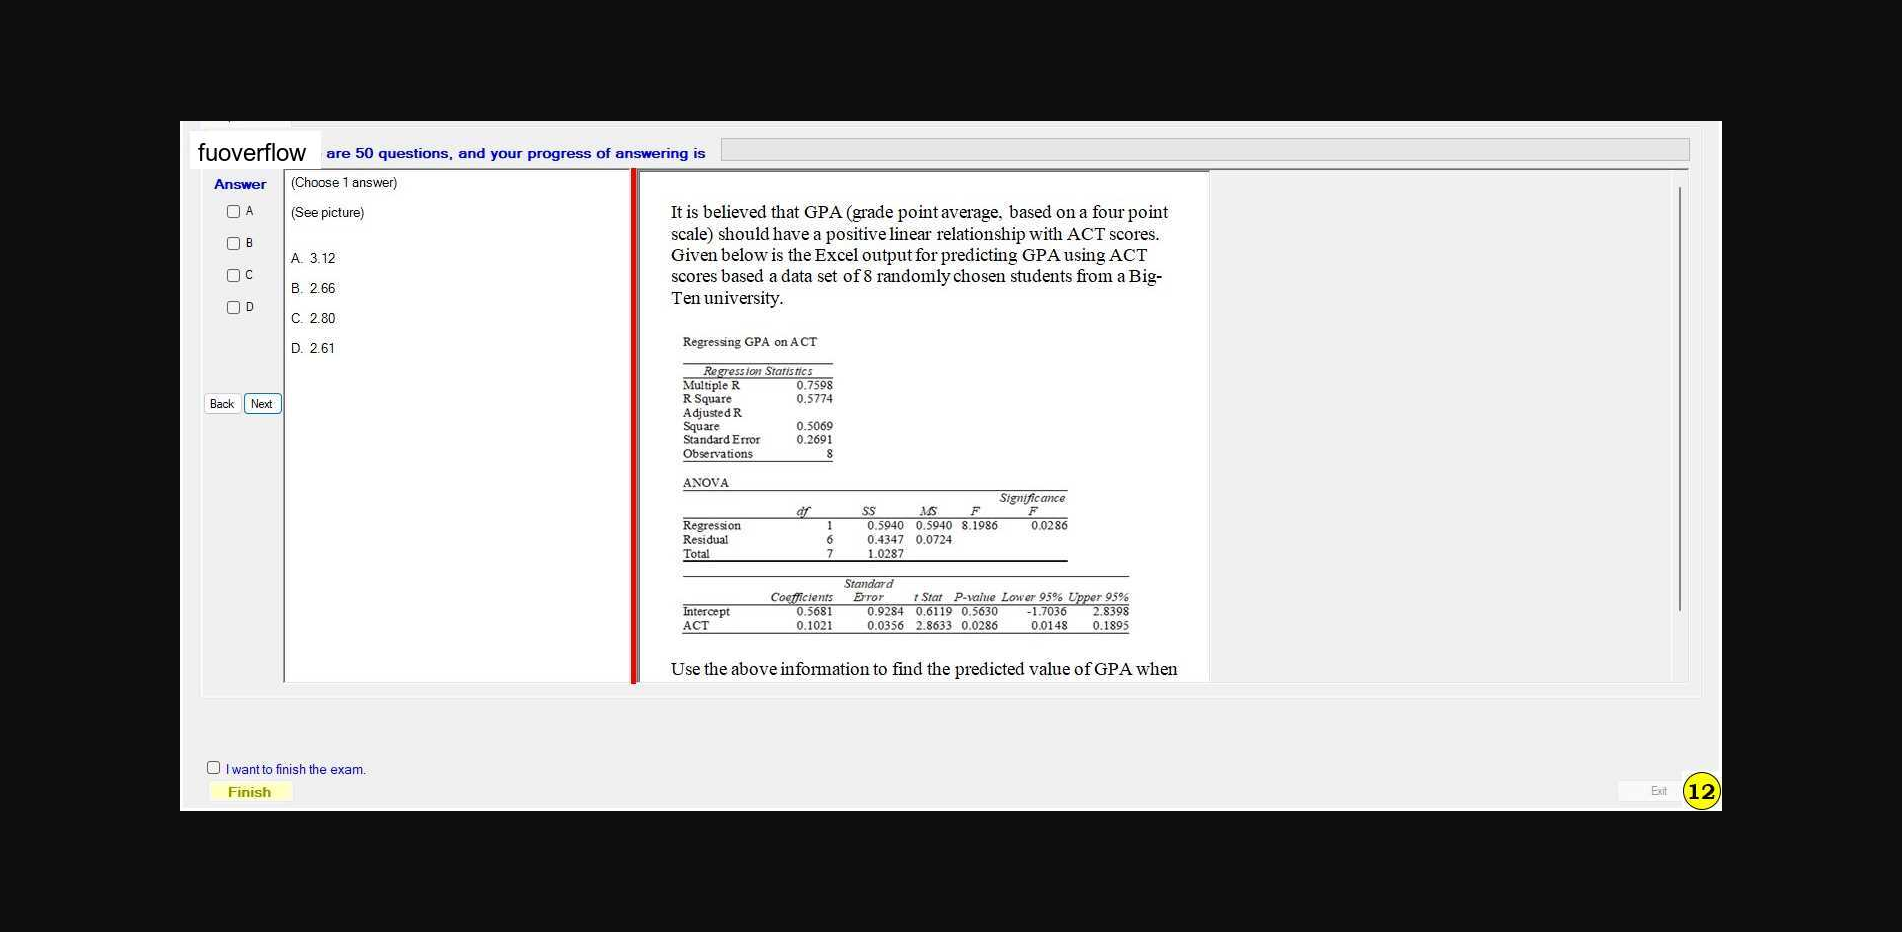 fuoverflow are 50 questions, and your progress of answering is
Answer
A
B
C
D
Back Next
(Choose 1 answer)
(See picture)
A. 3.12
B. 2.66
C. 2.80
D. 2.61
It is believed that GPA (grade point average, based on a four point
scale) should have a positive linear relationship with ACT scores.
Given below is the Excel output for predicting GPA using ACT
scores based a data set of 8 randomly chosen students from a Big-
Ten university.
Regressing GPA on ACT
Regression Statistics
Multiple R 0.7598
R Square 0.5774
Adjusted R
Square 0.5069
Standard Error 0.2691
Observations 8
ANOVA
Significance
df SS MS F F
Regression 1 0.5940 0.5940 8.1986 0.0286
Residual 6 0.4347 0.0724
Total 7 1.0287
Standard
Coefficients Error t Stat P-value Lower 95% Upper 95%
Intercept 0.5681 0.9284 0.6119 0.5630 -1.7036 2.8398
ACT 0.1021 0.0356 2.8633 0.0286 0.0148 0.1895
Use the above information to find the predicted value of GPA when
I want to finish the exam.
Finish
Exit
12